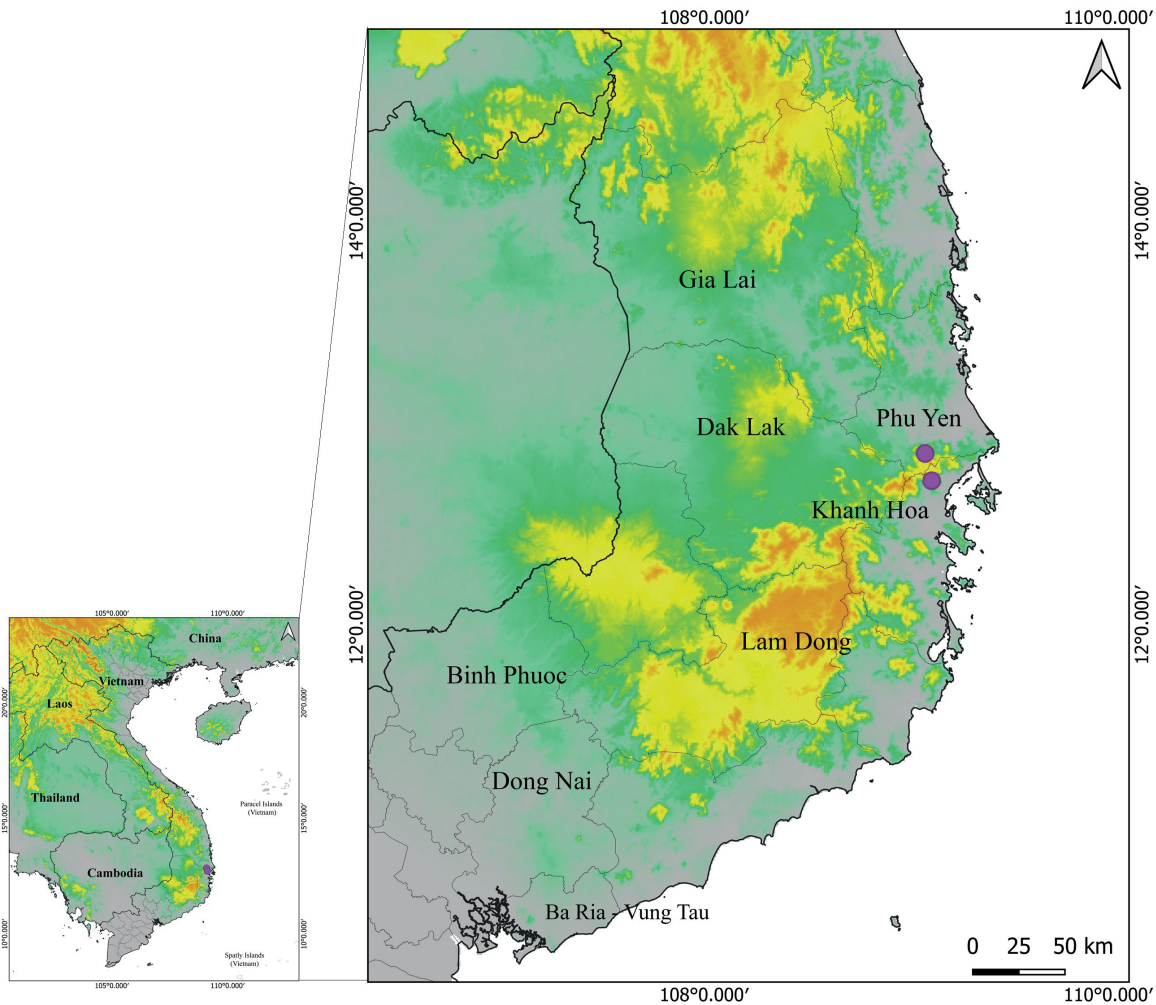 108°0.000′
110°0.000′
14°0.000′
14°0.000′
Gia Lai
Phu Yen
Dak Lak
Khanh Hoa
12°0.000′
12°0.000′
Lam Dong
Binh Phuoc
Dong Nai
Ba Ria - Vung Tau
0 25 50 km
108°0.000′
110°0.000′
105°0.000′
110°0.000′
China
Vietnam
20°0.000′
20°0.000′
Laos
Thailand
Paracel Islands
(Vietnam)
15°0.000′
15°0.000′
Cambodia
10°0.000′
10°0.000′
Spatly Islands
(Vietnam)
105°0.000′
110°0.000′